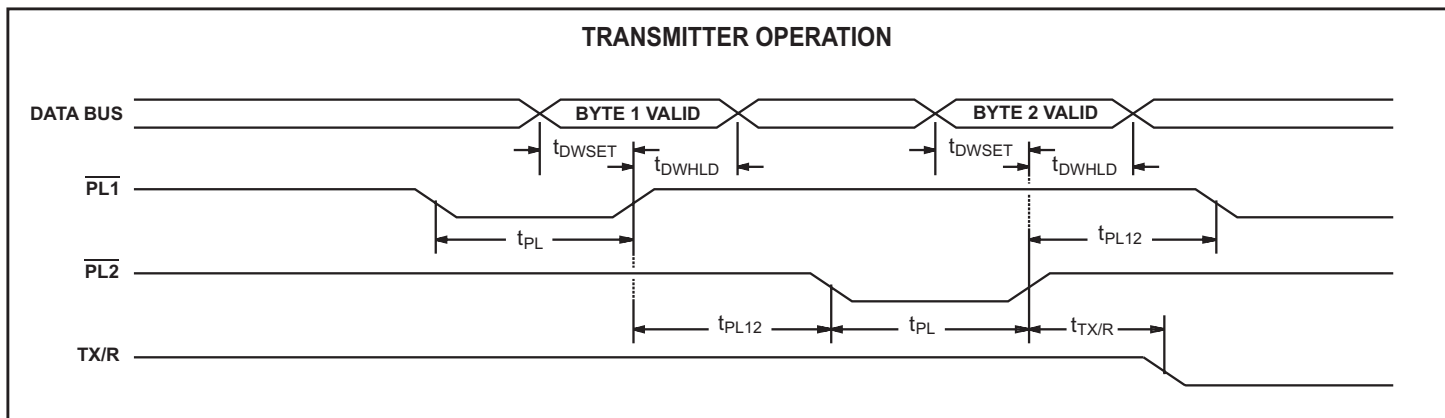 TRANSMITTER OPERATION
DATA BUS
BYTE 1 VALID
BYTE 2 VALID
tDWSET
tDWHLD
tDWSET
tDWHLD
PL1
tPL
tPL12
PL2
tPL12
tPL
tTX/R
TX/R